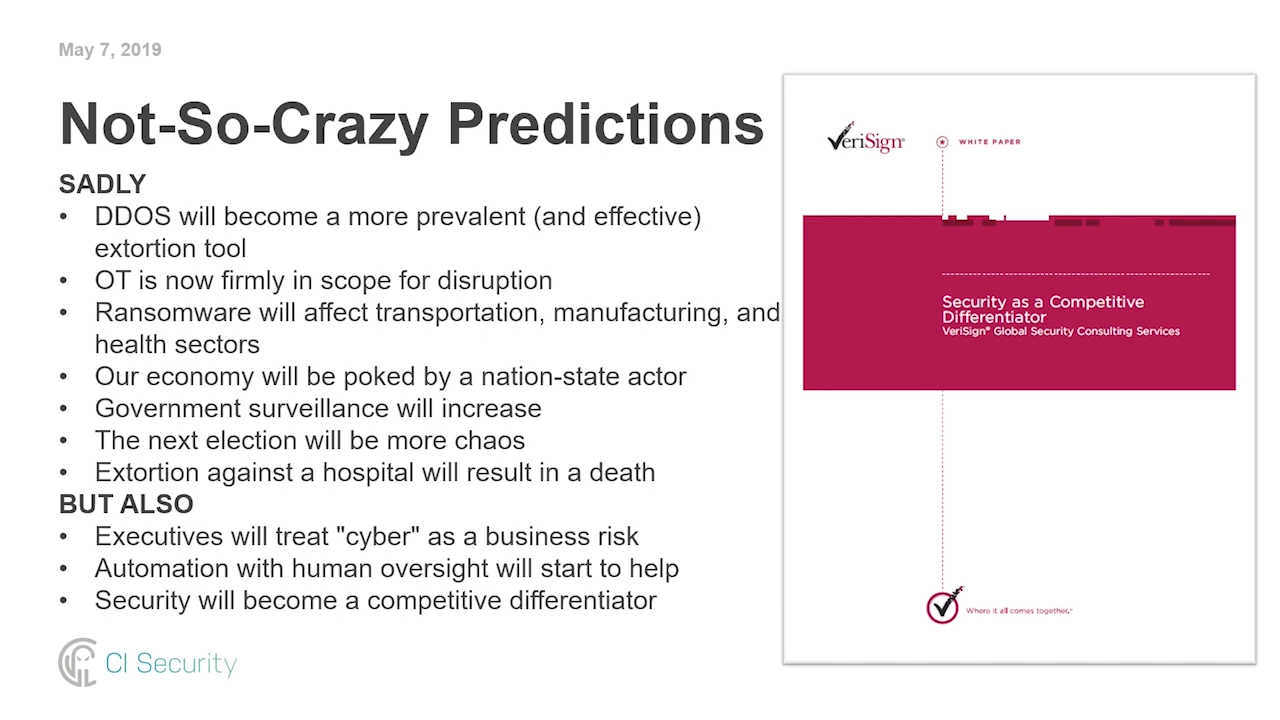 May 7, 2019
Not-So-Crazy Predictions
SADLY
• DDOS will become a more prevalent (and effective)
extortion tool
• OT is now firmly in scope for disruption
• Ransomware will affect transportation, manufacturing, and
health sectors
• Our economy will be poked by a nation-state actor
• Government surveillance will increase
• The next election will be more chaos
• Extortion against a hospital will result in a death
BUT ALSO
• Executives will treat "cyber" as a business risk
• Automation with human oversight will start to help
• Security will become a competitive differentiator
CI Security
VeriSign®
WHITE PAPER
Security as a Competitive
Differentiator
VeriSign® Global Security Consulting Services
Where it all comes together.™